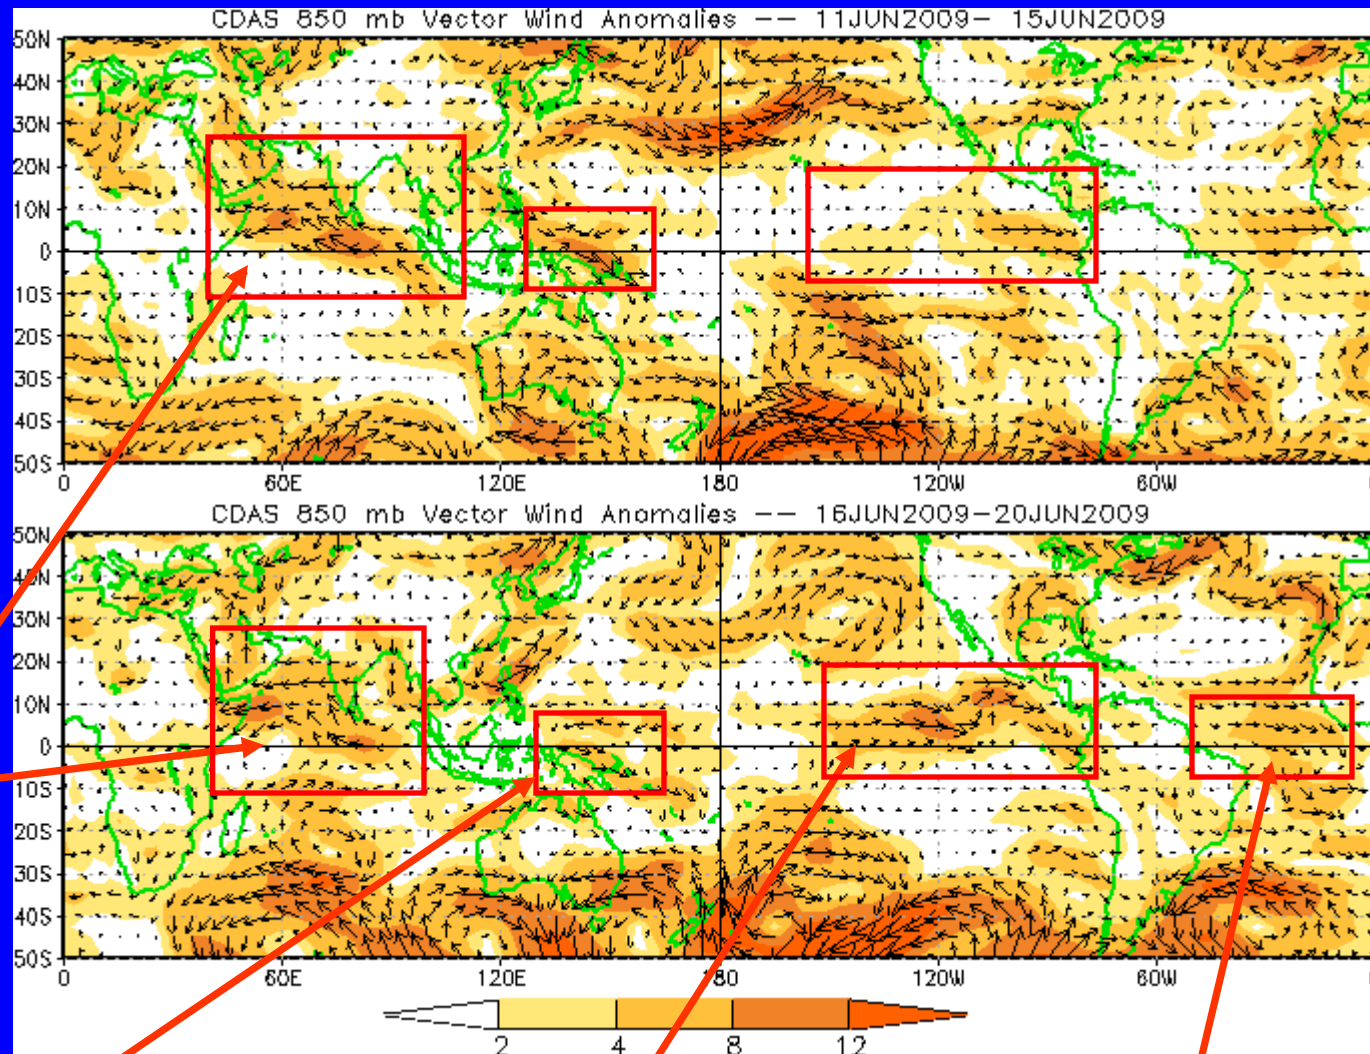 CDAS 850 mb Vector Wind Anomalies -- 11JUN2009- 15JUN2009
50N
40N
30N
20N
10N
0
10S
20S
30S
40S
50S
0 60E 120E 180 120W 60W
CDAS 850 mb Vector Wind Anomalies -- 16JUN2009-20JUN2009
50N
40N
30N
20N
10N
0
10S
20S
30S
40S
50S
0 60E 120E 180 120W 60W
2 4 8 12